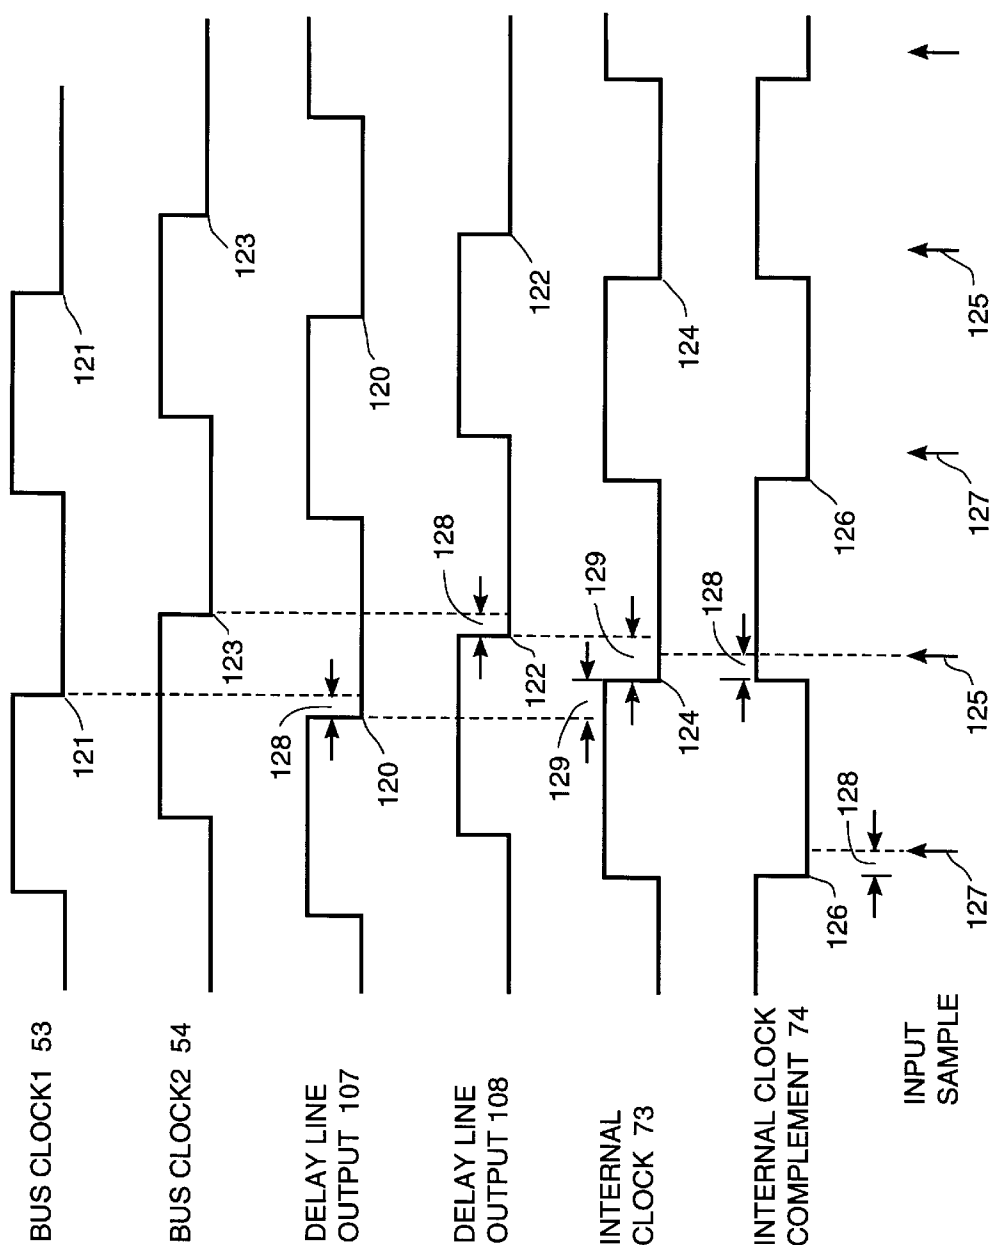 BUS CLOCK1 53
121
121
BUS CLOCK2 54
123
123
DELAY LINE
OUTPUT 107
128
120
120
DELAY LINE
OUTPUT 108
128
122
122
INTERNAL
CLOCK 73
129
129
124
124
INTERNAL CLOCK
COMPLEMENT 74
128
126
128
126
INPUT
SAMPLE
127
125
127
125